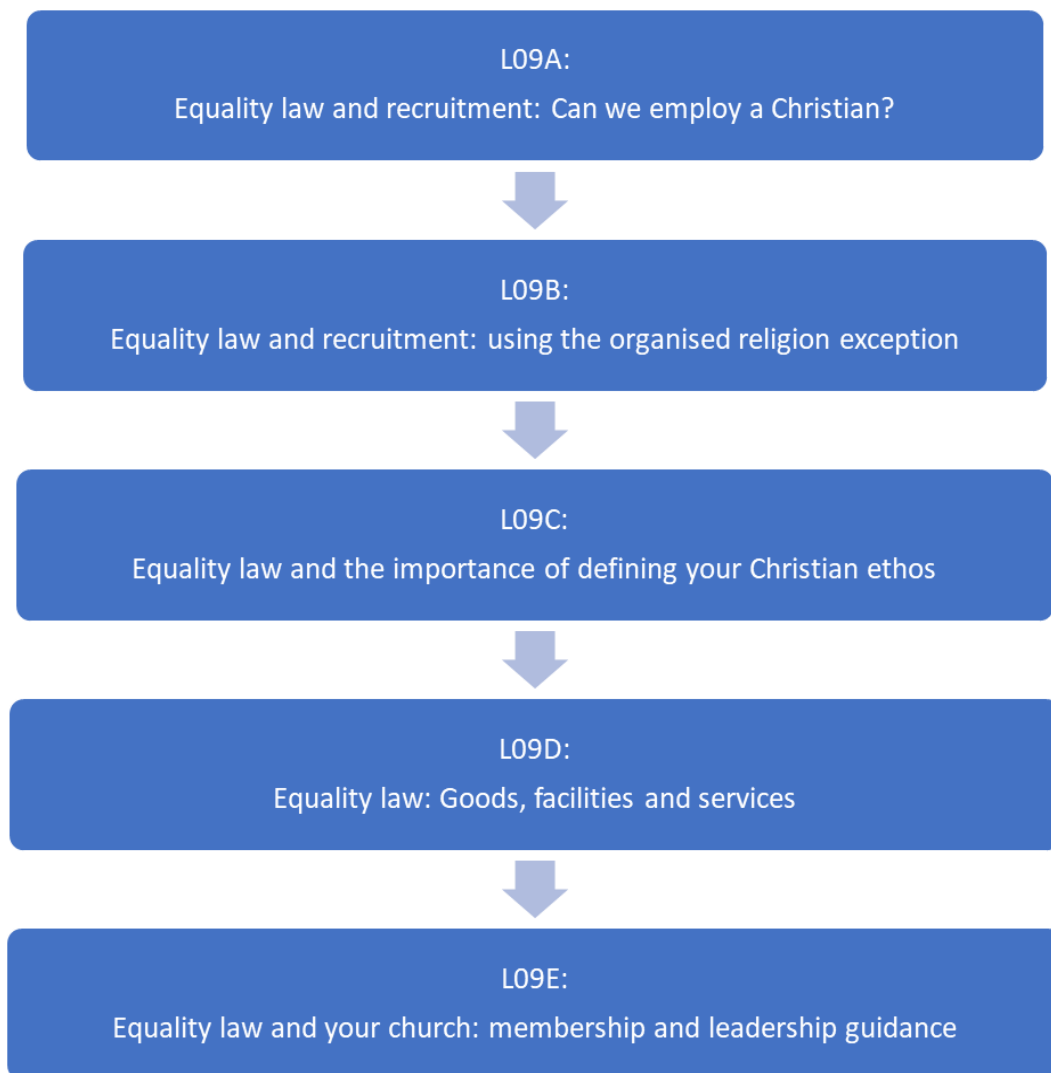 L09A:
Equality law and recruitment: Can we employ a Christian?
L09B:
Equality law and recruitment: using the organised religion exception
L09C:
Equality law and the importance of defining your Christian ethos
L09D:
Equality law: Goods, facilities and services
L09E:
Equality law and your church: membership and leadership guidance